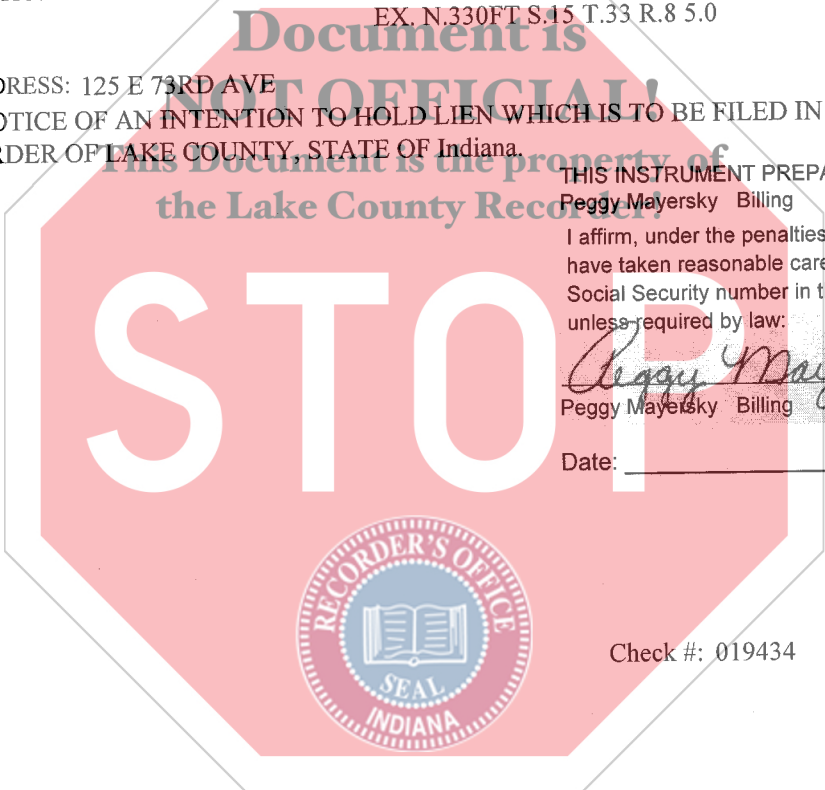 EX. N.330FT S.15 T.33 R.8 5.0
Document is
DRESS: 125 E 73RD AVE
NOT OFFICIAL!
OTICE OF AN INTENTION TO HOLD LIEN WHICH IS TO BE FILED IN
RDER OF LAKE COUNTY, STATE OF Indiana.
This Document is the property of
the Lake County Recorder!
THIS INSTRUMENT PREPA
Peggy Mayersky Billing
I affirm, under the penalties
have taken reasonable care
Social Security number in t
unless required by law:
STOP
Peggy May
Peggy Mayersky Billing
Date:
RECORDER'S OFFICE
SEAL
INDIANA
Check #: 019434